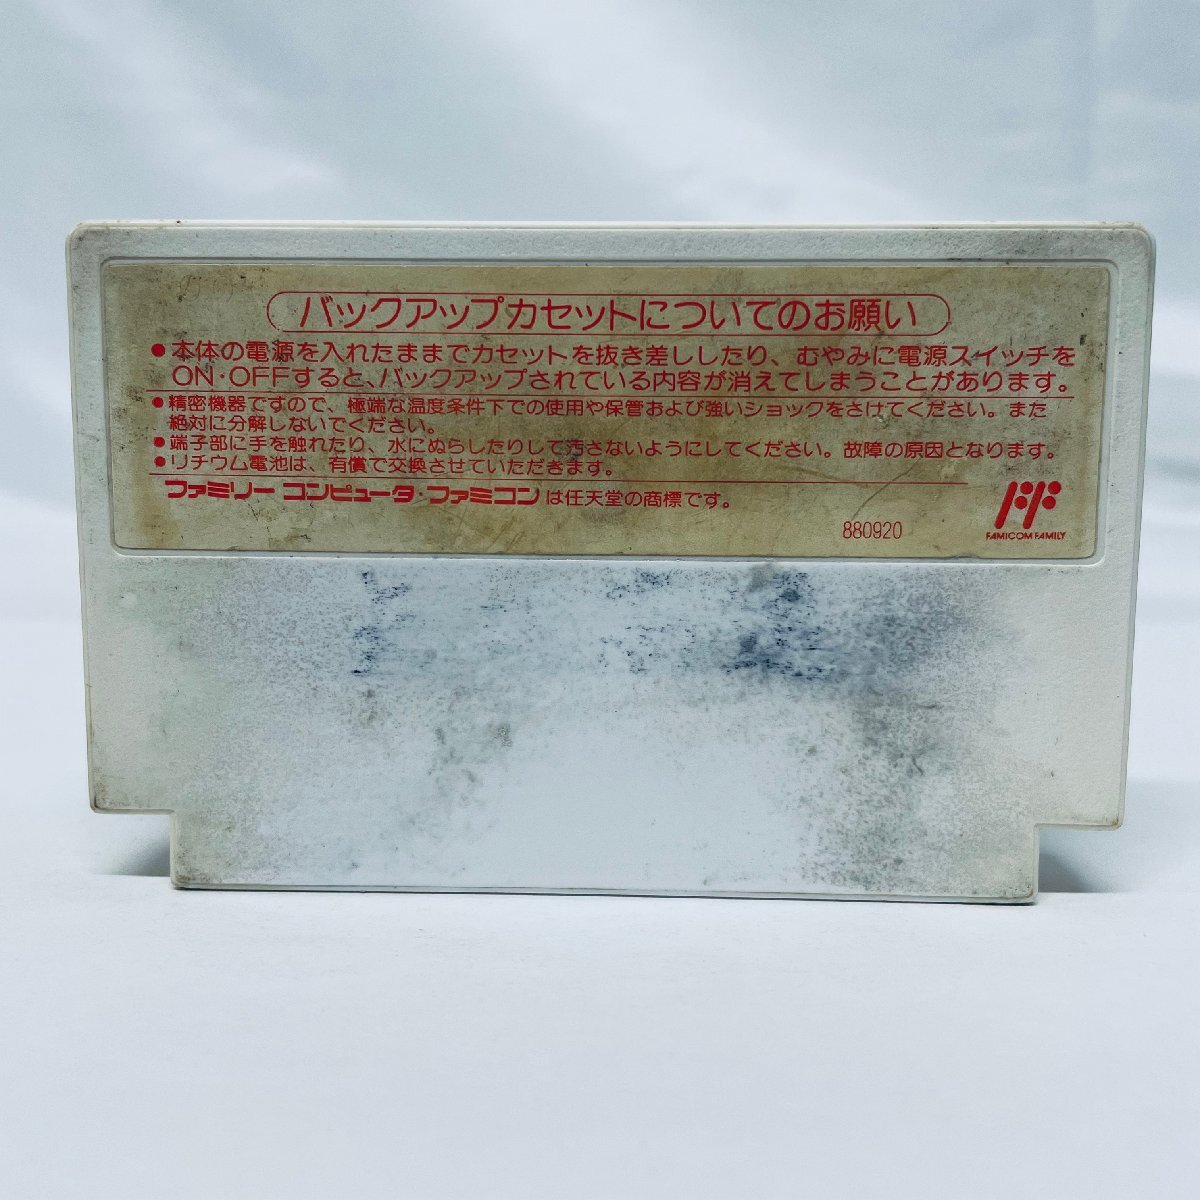 バックアップカセットについてのお願い
●本体の電源を入れたままでカセットを抜き差ししたり、むやみに電源スイッチを
ON・OFFすると、バックアップされている内容が消えてしまうことがあります。
●精密機器ですので、極端な温度条件下での使用や保管および強いショックをさけてください。また
絶対に分解しないでください。
●端子部に手を触れたり、水にぬらしたりして汚さないようにしてください。故障の原因となります。
●リチウム電池は、有償で交換させていただきます。
ファミリーコンピュータ・ファミコンは任天堂の商標です。
880920
FAMICOM FAMILY